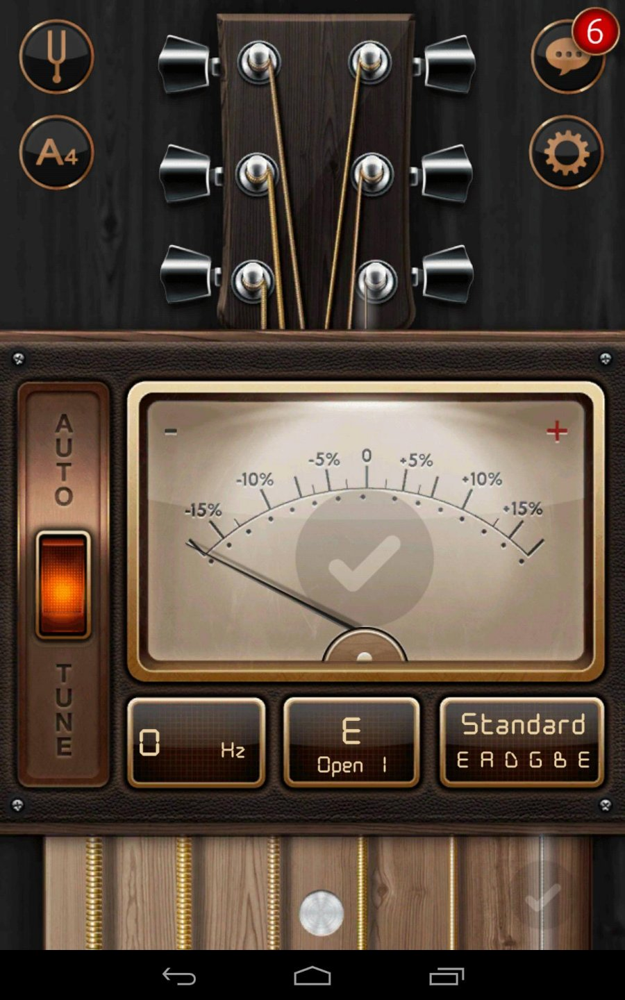 6
A4
- +
-15% -10% -5% 0 +5% +10% +15%
AUTO
TUNE
0 Hz
E
Open 1
Standard
E A D G B E